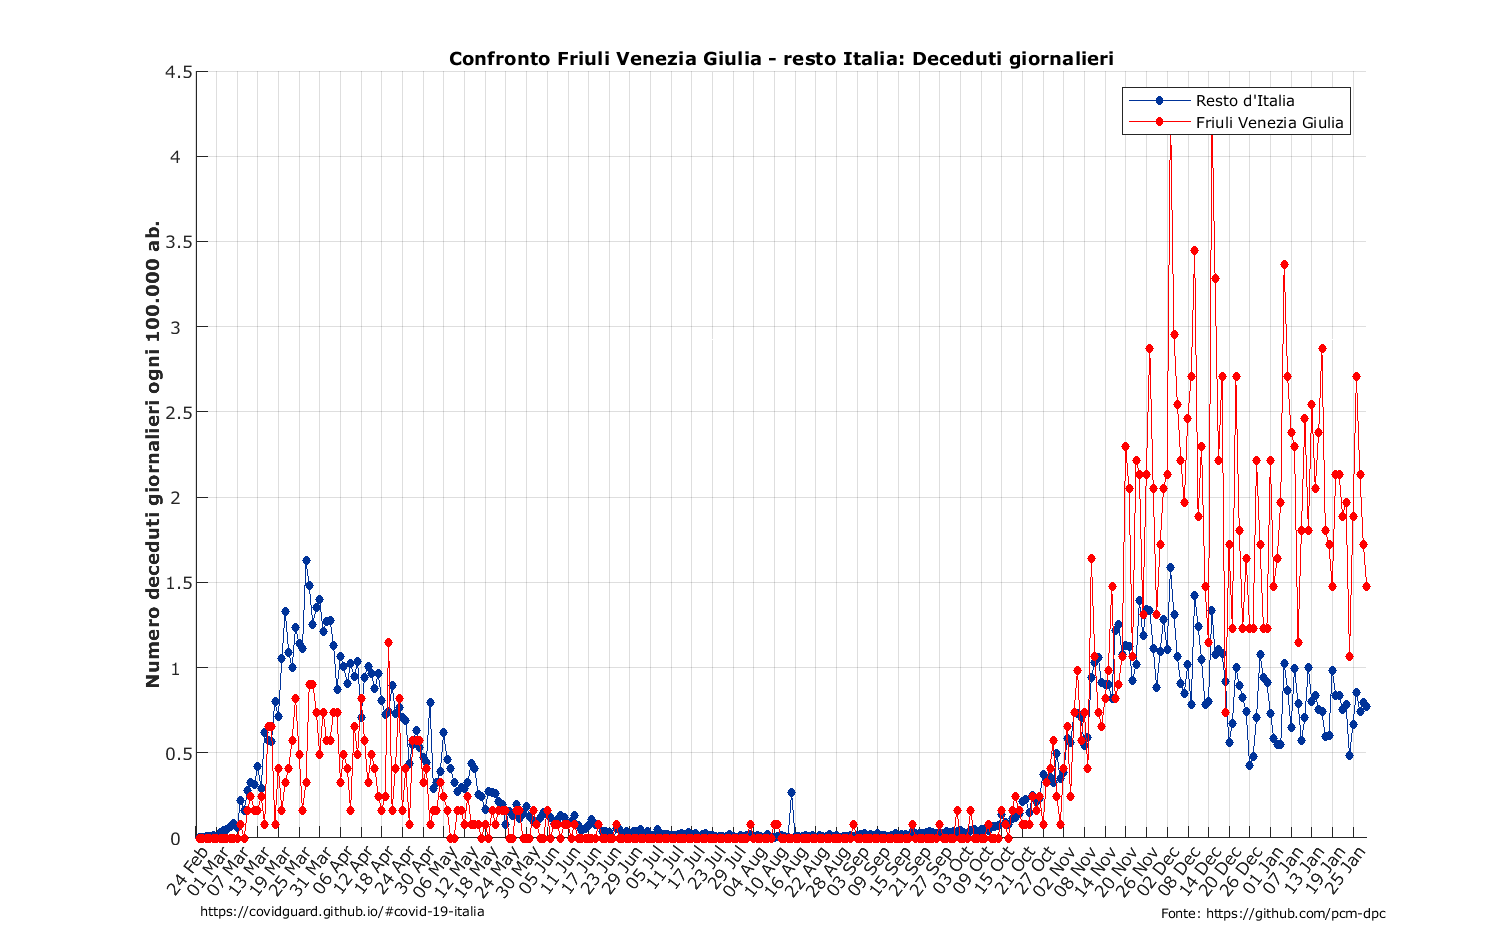 Confronto Friuli Venezia Giulia - resto Italia: Deceduti giornalieri
Resto d'Italia
Friuli Venezia Giulia
Numero deceduti giornalieri ogni 100.000 ab.
4.5
4
3.5
3
2.5
2
1.5
1
0.5
0
24 Feb
01 Mar
07 Mar
13 Mar
19 Mar
25 Mar
31 Mar
06 Apr
12 Apr
18 Apr
24 Apr
30 Apr
06 May
12 May
18 May
24 May
30 May
05 Jun
11 Jun
17 Jun
23 Jun
29 Jun
05 Jul
11 Jul
17 Jul
23 Jul
29 Jul
04 Aug
10 Aug
16 Aug
22 Aug
28 Aug
03 Sep
09 Sep
15 Sep
21 Sep
27 Sep
03 Oct
09 Oct
15 Oct
21 Oct
27 Oct
02 Nov
08 Nov
14 Nov
20 Nov
26 Nov
02 Dec
08 Dec
14 Dec
20 Dec
26 Dec
01 Jan
07 Jan
13 Jan
19 Jan
25 Jan
https://covidguard.github.io/#covid-19-italia
Fonte: https://github.com/pcm-dpc